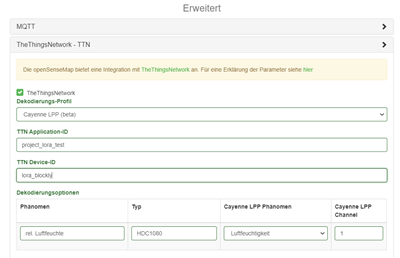 Erweitert
MQTT
TheThingsNetwork - TTN
Die openSenseMap bietet eine Integration mit TheThingsNetwork an. Für eine Erklärung der Parameter siehe hier
TheThingsNetwork
Dekodierungs-Profil
Cayenne LPP (beta)
TTN Application-ID
project_lora_test
TTN Device-ID
lora_blockly
Dekodierungsoptionen
Phänomen Typ Cayenne LPP Phänomen Cayenne LPP Channel
rel. Luftfeuchte HDC1080 Luftfeuchtigkeit 1